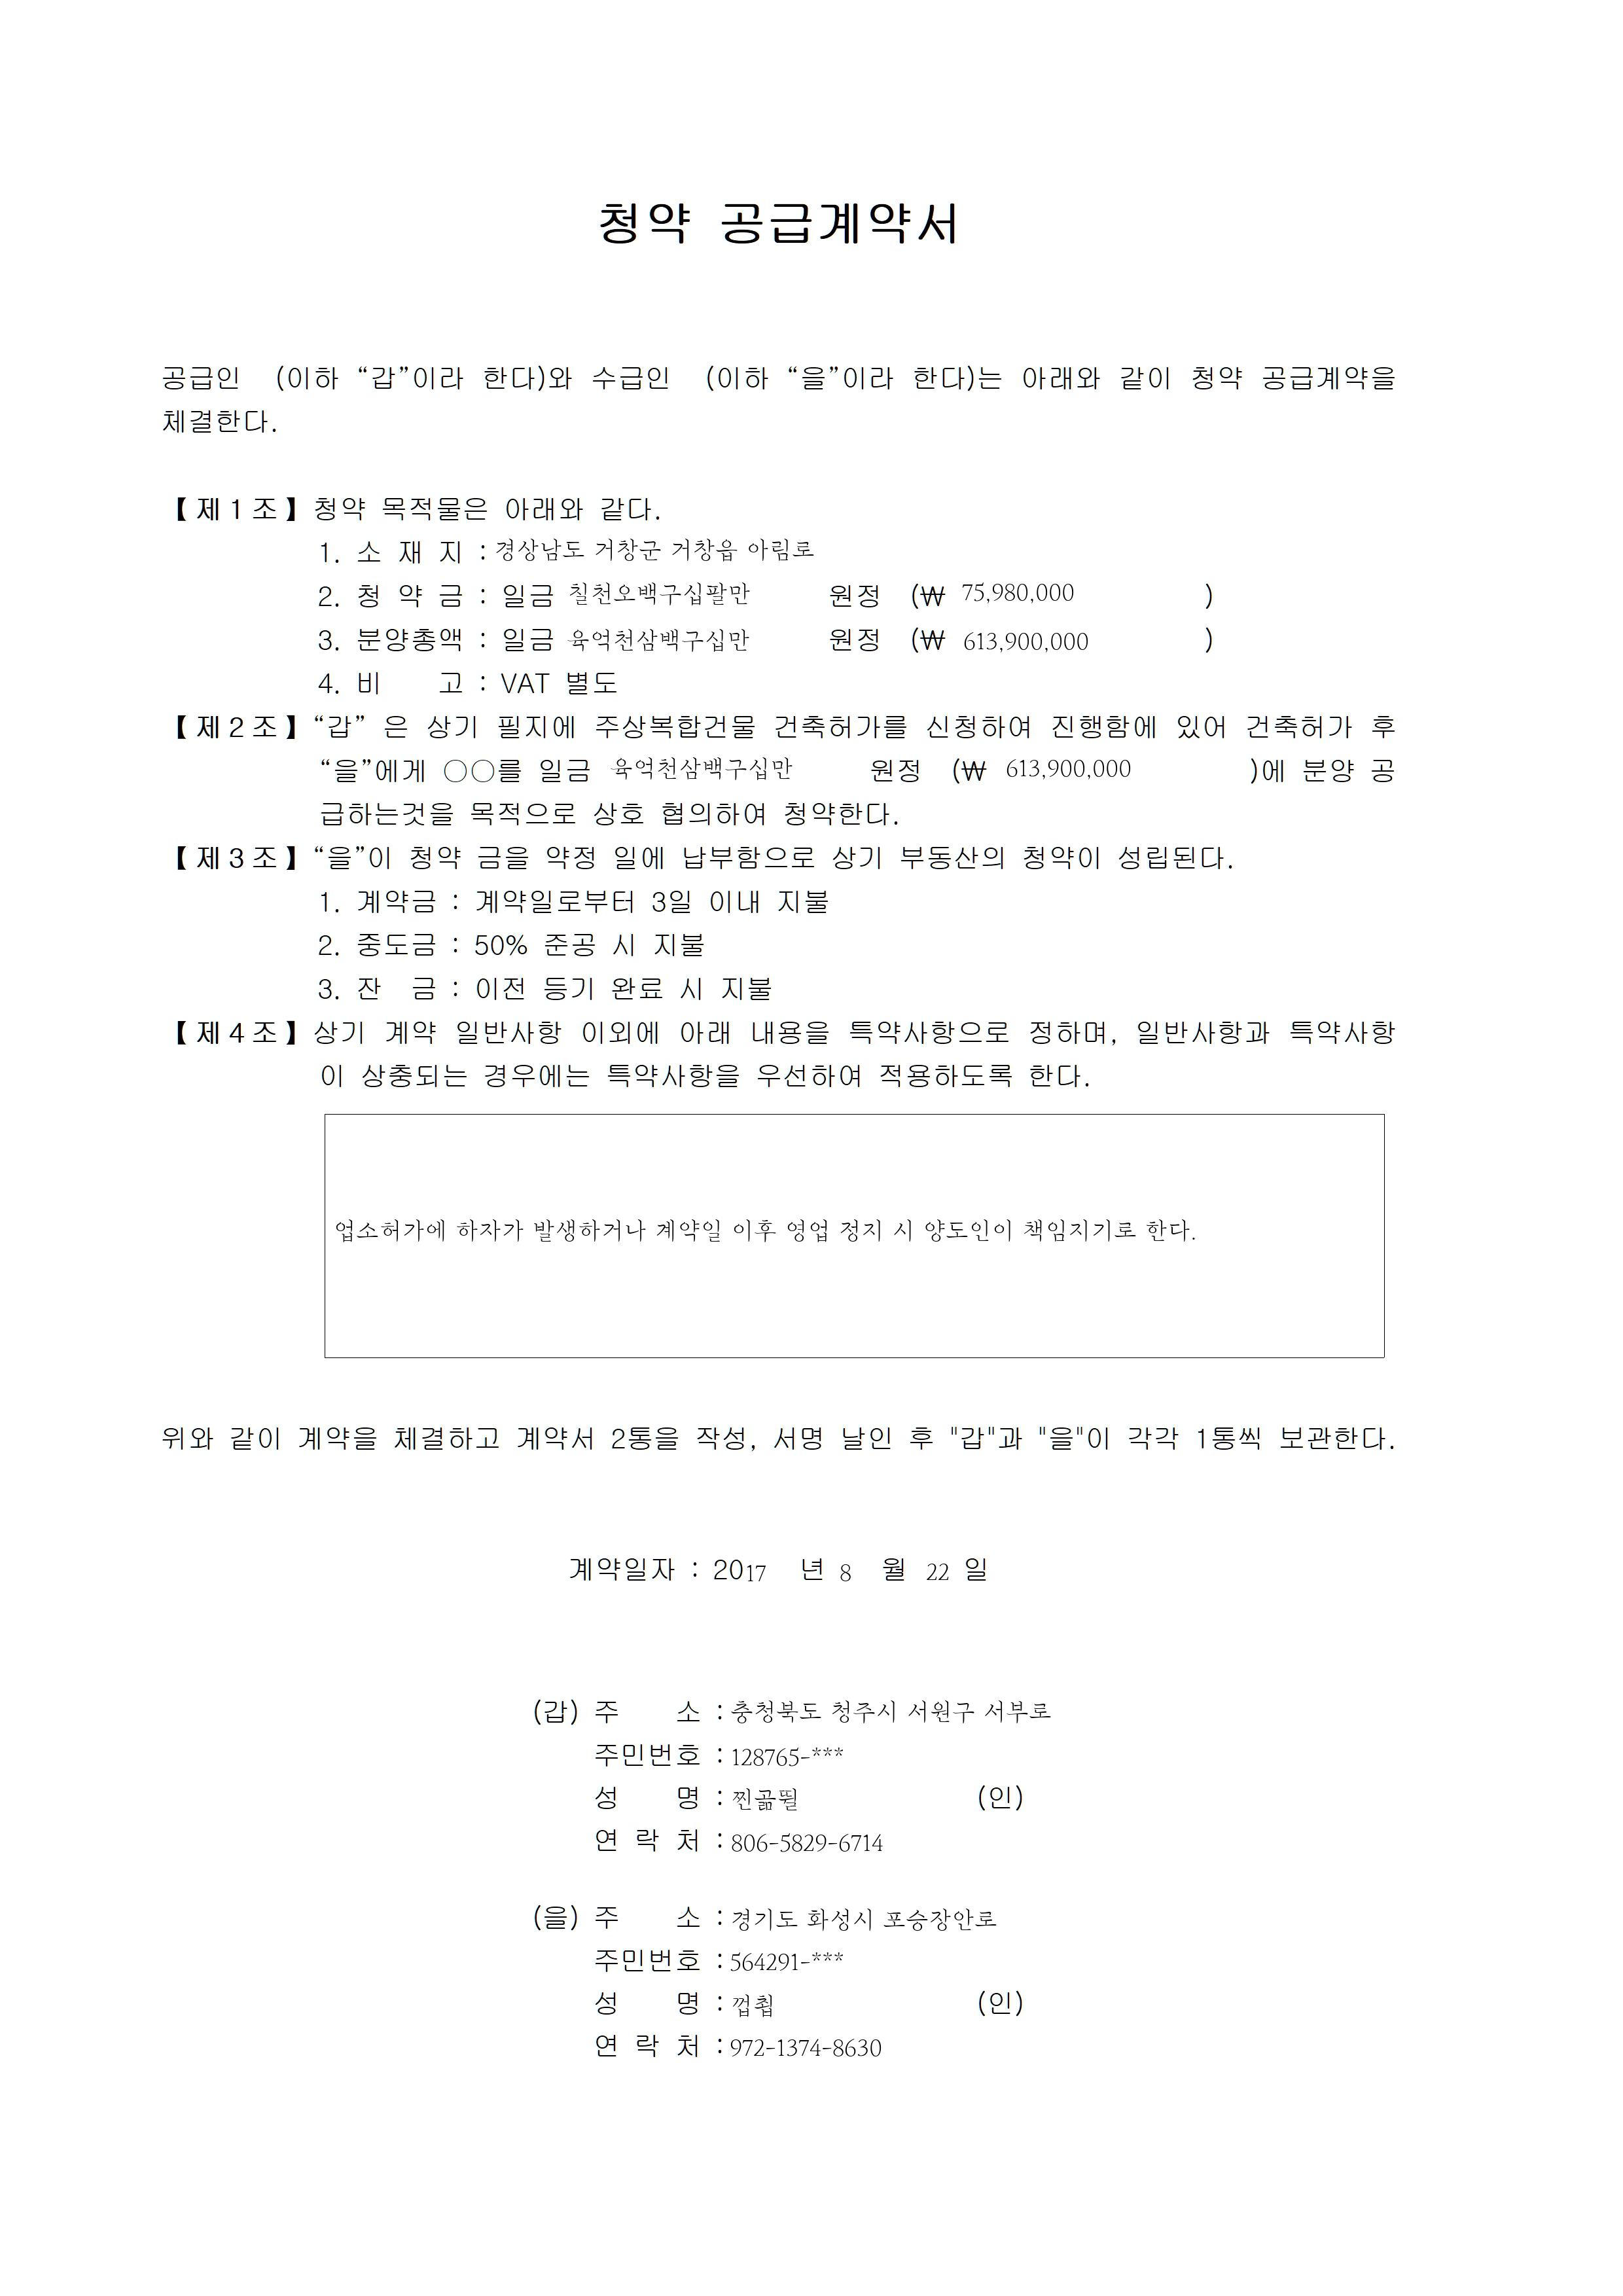 청약 공급계약서
공급인 (이하 “갑”이라 한다)와 수급인 (이하 “을”이라 한다)는 아래와 같이 청약 공급계약을
체결한다.
【제1조】청약 목적물은 아래와 같다.
1. 소 재 지 : 경상남도 거창군 거창읍 아림로
2. 청 약 금 : 일금 칠천오백구십팔만 원정 (₩ 75,980,000 )
3. 분양총액 : 일금 육억천삼백구십만 원정 (₩ 613,900,000 )
4. 비 고 : VAT 별도
【제2조】“갑” 은 상기 필지에 주상복합건물 건축허가를 신청하여 진행함에 있어 건축허가 후
“을”에게 ○○를 일금 육억천삼백구십만 원정 (₩ 613,900,000 )에 분양 공
급하는것을 목적으로 상호 협의하여 청약한다.
【제3조】“을”이 청약 금을 약정 일에 납부함으로 상기 부동산의 청약이 성립된다.
1. 계약금 : 계약일로부터 3일 이내 지불
2. 중도금 : 50% 준공 시 지불
3. 잔 금 : 이전 등기 완료 시 지불
【제4조】상기 계약 일반사항 이외에 아래 내용을 특약사항으로 정하며, 일반사항과 특약사항
이 상충되는 경우에는 특약사항을 우선하여 적용하도록 한다.
업소허가에 하자가 발생하거나 계약일 이후 영업 정지 시 양도인이 책임지기로 한다.
위와 같이 계약을 체결하고 계약서 2통을 작성, 서명 날인 후 "갑"과 "을"이 각각 1통씩 보관한다.
계약일자 : 2017 년 8 월 22 일
(갑) 주 소 : 충청북도 청주시 서원구 서부로
주민번호 : 128765-***
성 명 : 찐곪뛸 (인)
연 락 처 : 806-5829-6714
(을) 주 소 : 경기도 화성시 포승장안로
주민번호 : 564291-***
성 명 : 껍쵭 (인)
연 락 처 : 972-1374-8630